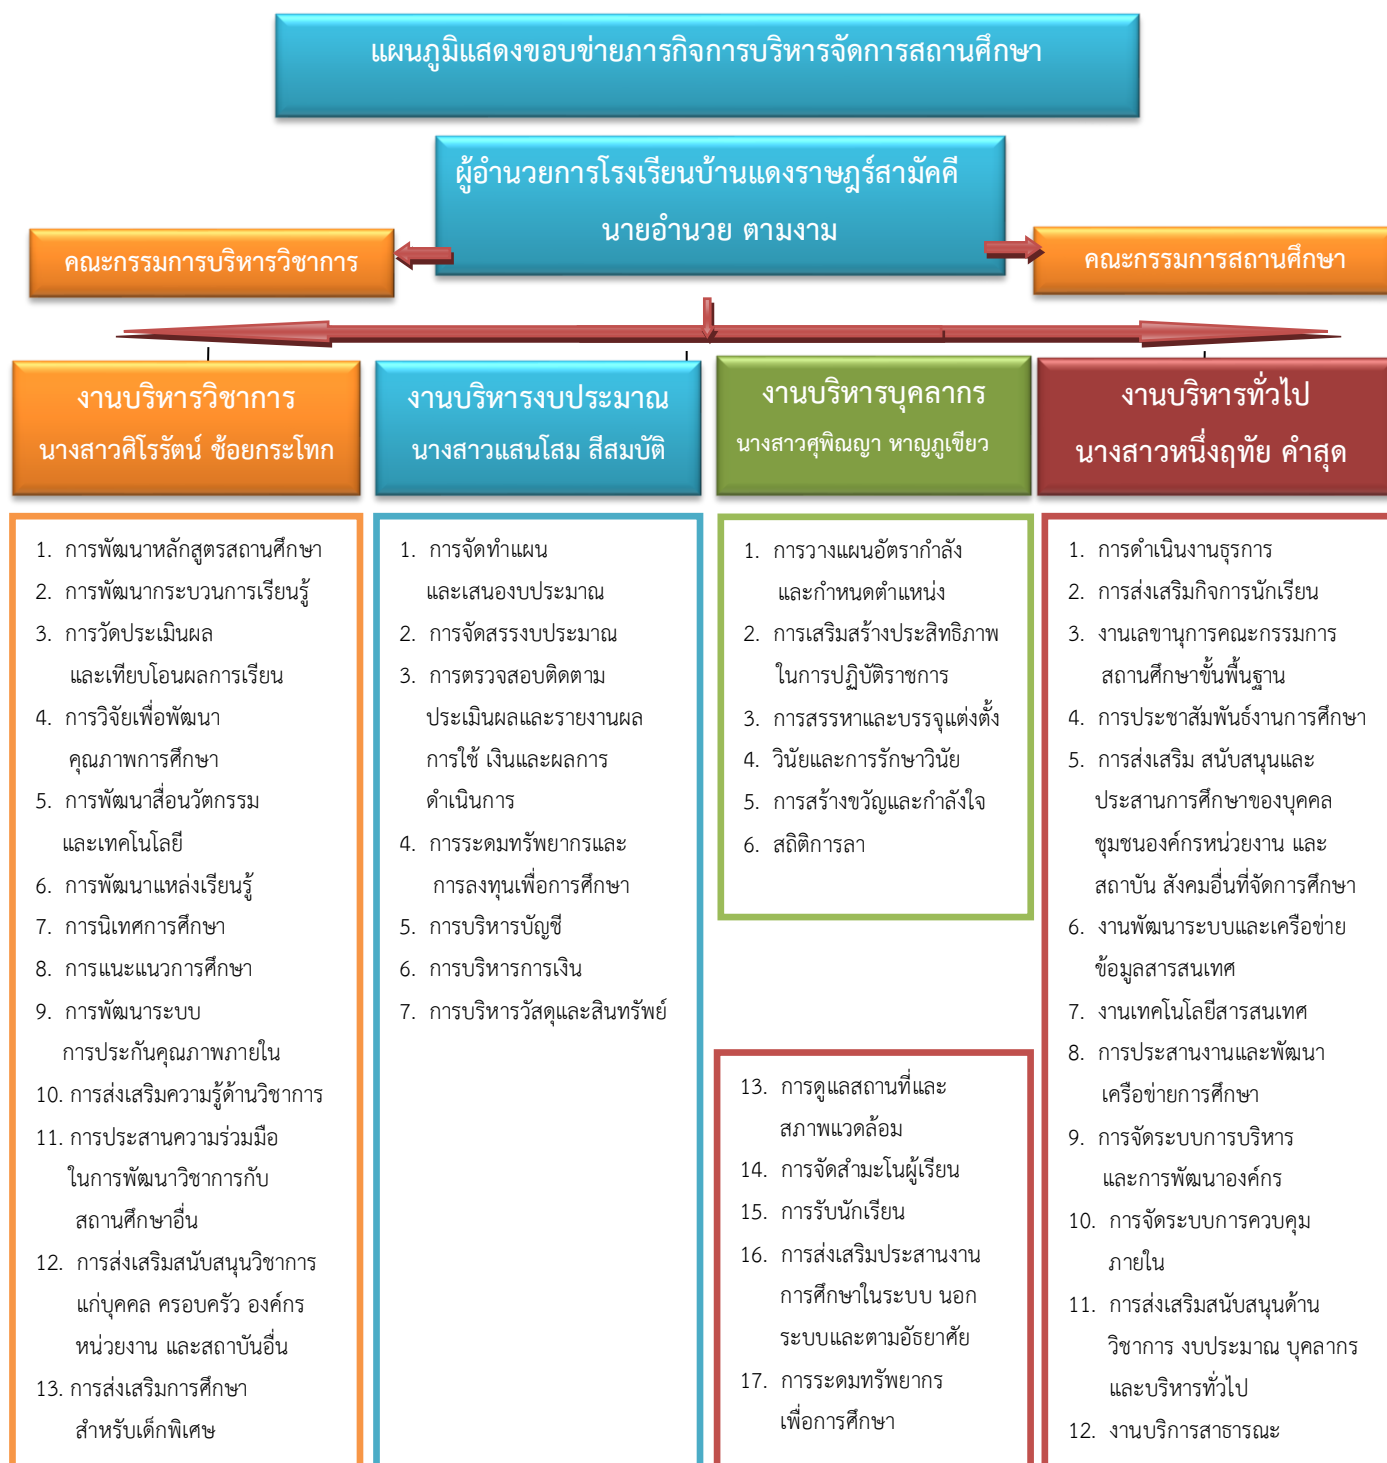 แผนภูมิแสดงขอบข่ายภารกิจการบริหารจัดการสถานศึกษา
ผู้อำนวยการโรงเรียนบ้านแดงราษฎร์สามัคคี
นายอำนวย ตามงาม
คณะกรรมการบริหารวิชาการ
คณะกรรมการสถานศึกษา
งานบริหารวิชาการ
นางสาวศิโรรัตน์ ช้อยกระโทก
งานบริหารงบประมาณ
นางสาวแสนโสม สีสมบัติ
งานบริหารบุคลากร
นางสาวศุพิณญา หาญภูเขียว
งานบริหารทั่วไป
นางสาวหนึ่งฤทัย คำสุด
1. การพัฒนาหลักสูตรสถานศึกษา
2. การพัฒนากระบวนการเรียนรู้
3. การวัดประเมินผล
และเทียบโอนผลการเรียน
4. การวิจัยเพื่อพัฒนา
คุณภาพการศึกษา
5. การพัฒนาสื่อนวัตกรรม
และเทคโนโลยี
6. การพัฒนาแหล่งเรียนรู้
7. การนิเทศการศึกษา
8. การแนะแนวการศึกษา
9. การพัฒนาระบบ
การประกันคุณภาพภายใน
10. การส่งเสริมความรู้ด้านวิชาการ
11. การประสานความร่วมมือ
ในการพัฒนาวิชาการกับ
สถานศึกษาอื่น
12. การส่งเสริมสนับสนุนวิชาการ
แก่บุคคล ครอบครัว องค์กร
หน่วยงาน และสถาบันอื่น
13. การส่งเสริมการศึกษา
สำหรับเด็กพิเศษ
1. การจัดทำแผน
และเสนองบประมาณ
2. การจัดสรรงบประมาณ
3. การตรวจสอบติดตาม
ประเมินผลและรายงานผล
การใช้ เงินและผลการ
ดำเนินการ
4. การระดมทรัพยากรและ
การลงทุนเพื่อการศึกษา
5. การบริหารบัญชี
6. การบริหารการเงิน
7. การบริหารวัสดุและสินทรัพย์
1. การวางแผนอัตรากำลัง
และกำหนดตำแหน่ง
2. การเสริมสร้างประสิทธิภาพ
ในการปฏิบัติราชการ
3. การสรรหาและบรรจุแต่งตั้ง
4. วินัยและการรักษาวินัย
5. การสร้างขวัญและกำลังใจ
6. สถิติการลา
1. การดำเนินงานธุรการ
2. การส่งเสริมกิจการนักเรียน
3. งานเลขานุการคณะกรรมการ
สถานศึกษาขั้นพื้นฐาน
4. การประชาสัมพันธ์งานการศึกษา
5. การส่งเสริม สนับสนุนและ
ประสานการศึกษาของบุคคล
ชุมชนองค์กรหน่วยงาน และ
สถาบัน สังคมอื่นที่จัดการศึกษา
6. งานพัฒนาระบบและเครือข่าย
ข้อมูลสารสนเทศ
7. งานเทคโนโลยีสารสนเทศ
8. การประสานงานและพัฒนา
เครือข่ายการศึกษา
9. การจัดระบบการบริหาร
และการพัฒนาองค์กร
10. การจัดระบบการควบคุม
ภายใน
11. การส่งเสริมสนับสนุนด้าน
วิชาการ งบประมาณ บุคลากร
และบริหารทั่วไป
12. งานบริการสาธารณะ
13. การดูแลสถานที่และ
สภาพแวดล้อม
14. การจัดสำมะโนผู้เรียน
15. การรับนักเรียน
16. การส่งเสริมประสานงาน
การศึกษาในระบบ นอก
ระบบและตามอัธยาศัย
17. การระดมทรัพยากร
เพื่อการศึกษา